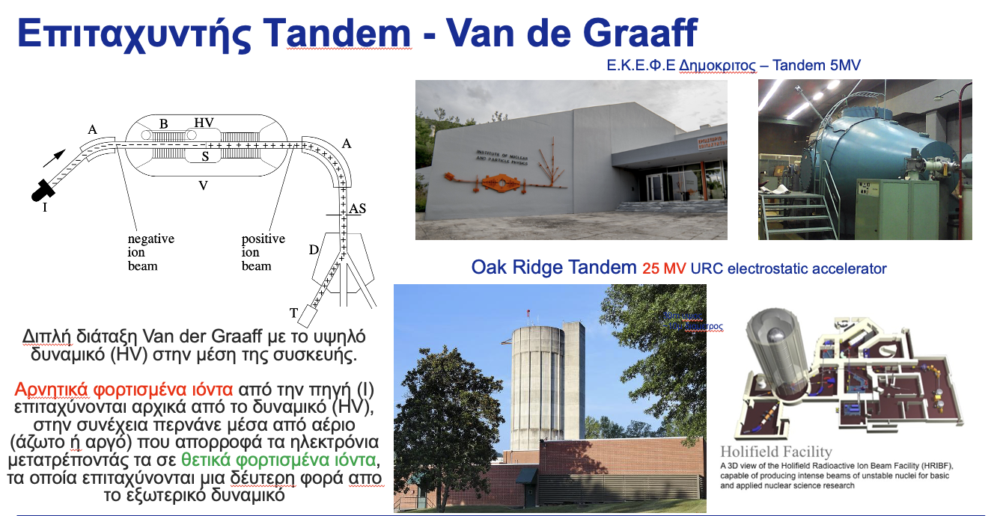 Επιταχυντής Tandem - Van de Graaff
Ε.Κ.Ε.Φ.Ε Δημοκριτος – Tandem 5MV
A
B
HV
A
S
V
I
AS
negative
ion
beam
positive
ion
beam
D
T
INSTITUTE OF NUCLEAR
AND PARTICLE PHYSICS
Oak Ridge Tandem 25 MV URC electrostatic accelerator
Διπλή διάταξη Van der Graaff με το υψηλό
δυναμικό (HV) στην μέση της συσκευής.
Αρνητικά φορτισμένα ιόντα από την πηγή (Ι)
επιταχύνονται αρχικά από το δυναμικό (HV),
στην συνέχεια περνάνε μέσα από αέριο
(άζωτο ή αργό) που απορροφά τα ηλεκτρόνια
μετατρέποντάς τα σε θετικά φορτισμένα ιόντα,
τα οποία επιταχύνονται μια δέυτερη φορά απο
το εξωτερικό δυναμικό
Holifield Facility
A 3D view of the Holifield Radioactive Ion Beam Facility (HRIBF),
capable of producing intense beams of unstable nuclei for basic
and applied nuclear science research